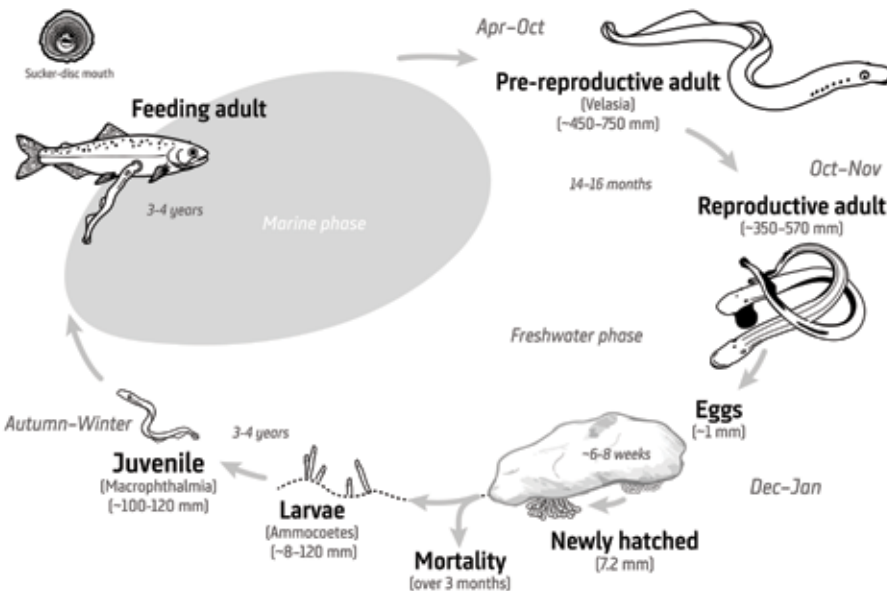 Sucker-disc mouth
Feeding adult
3-4 years
Marine phase
Apr–Oct
Pre-reproductive adult
(Velasia)
(~450–750 mm)
14–16 months
Oct–Nov
Reproductive adult
(~350–570 mm)
Freshwater phase
Eggs
(~1 mm)
Dec–Jan
~6-8 weeks
Newly hatched
(7.2 mm)
Mortality
(over 3 months)
Larvae
(Ammocoetes)
(~8–120 mm)
3-4 years
Juvenile
(Macrophthalmia)
(~100-120 mm)
Autumn–Winter